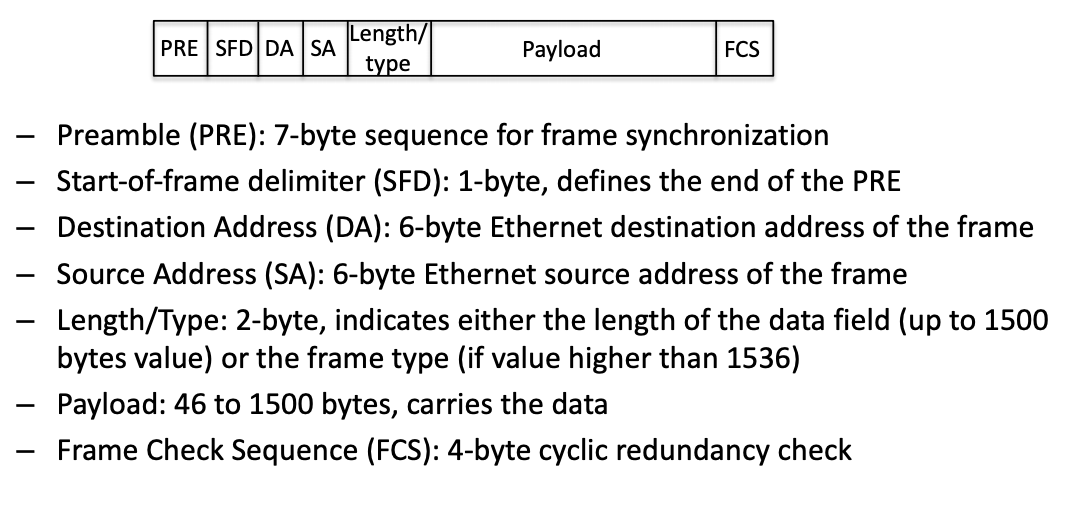 PRE SFD DA SA Length/ type Payload FCS
– Preamble (PRE): 7-byte sequence for frame synchronization
– Start-of-frame delimiter (SFD): 1-byte, defines the end of the PRE
– Destination Address (DA): 6-byte Ethernet destination address of the frame
– Source Address (SA): 6-byte Ethernet source address of the frame
– Length/Type: 2-byte, indicates either the length of the data field (up to 1500
bytes value) or the frame type (if value higher than 1536)
– Payload: 46 to 1500 bytes, carries the data
– Frame Check Sequence (FCS): 4-byte cyclic redundancy check